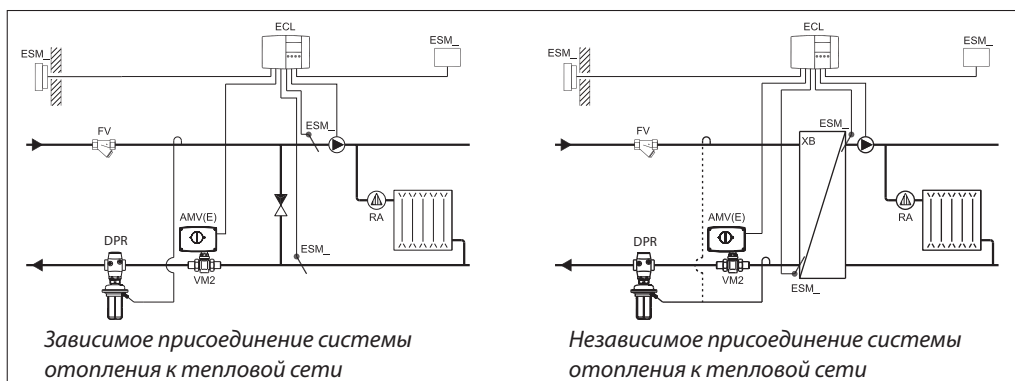 ECL
ESM_
ESM_
FV
ESM_
AMV(E)
RA
DPR
ESM_
VM2
Зависимое присоединение системы
отопления к тепловой сети
ECL
ESM_
ESM_
ESM_
FV
XB
AMV(E)
RA
DPR
VM2
ESM_
Независимое присоединение системы
отопления к тепловой сети